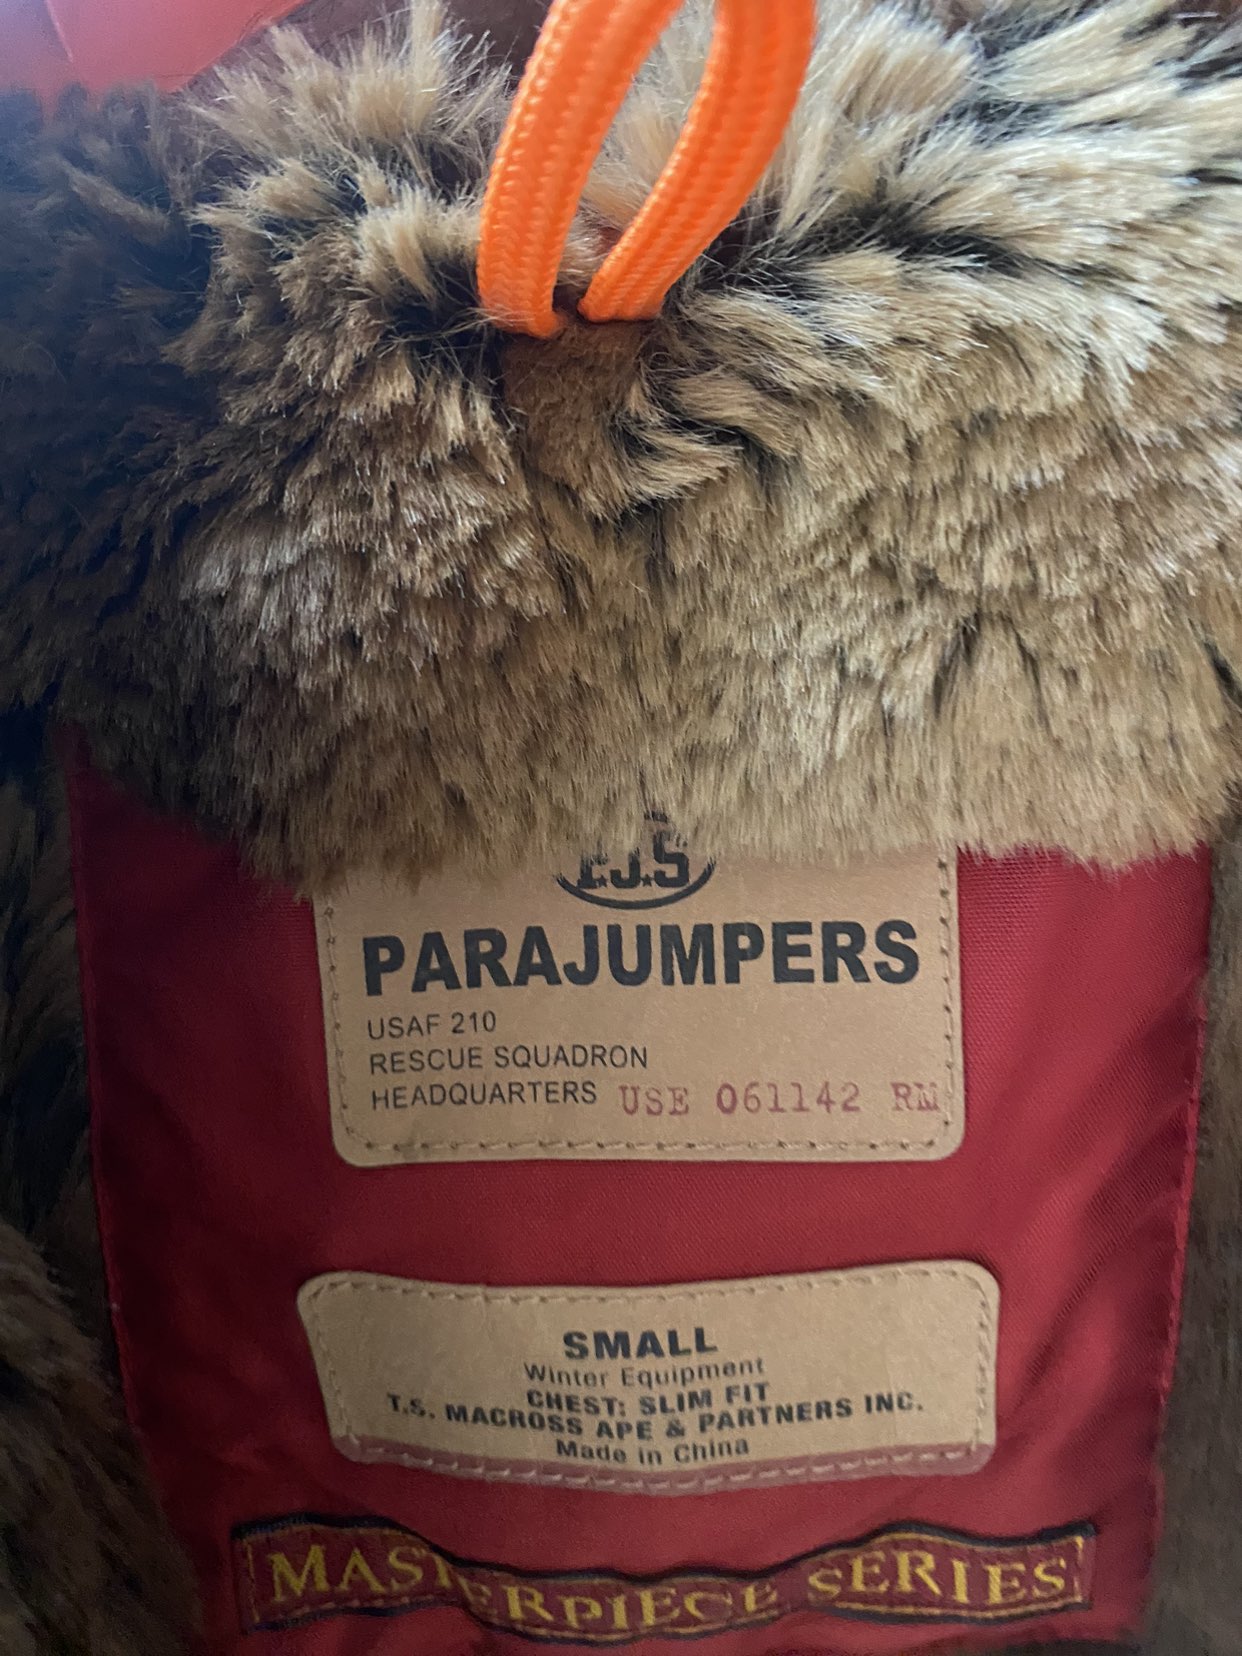 P.J.S
PARAJUMPERS
USAF 210
RESCUE SQUADRON
HEADQUARTERS USE 061142 RM
SMALL
Winter Equipment
CHEST: SLIM FIT
T.S. MACROSS APE & PARTNERS INC.
Made in China
MASTERPIECE SERIES